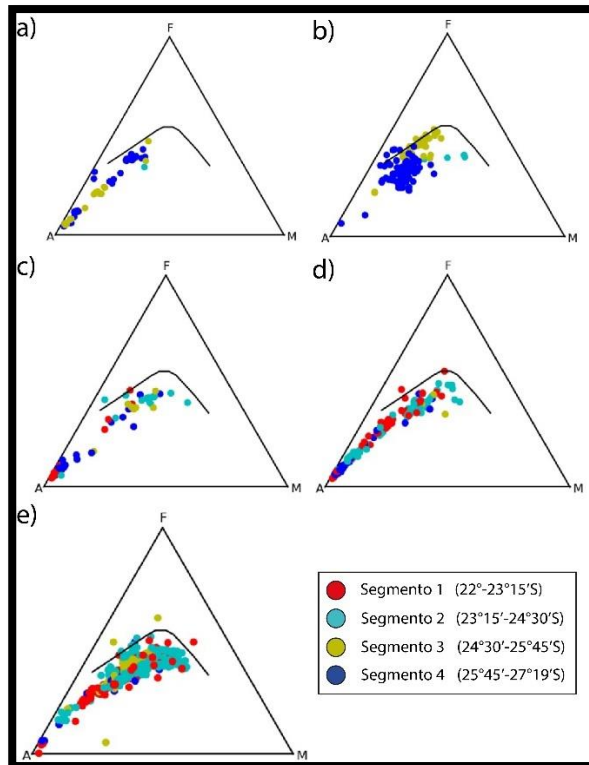 a)
F
A
M
b)
F
A
M
c)
F
A
M
d)
F
A
M
e)
F
A
M
Segmento 1 (22°-23°15'S)
Segmento 2 (23°15'-24°30'S)
Segmento 3 (24°30'-25°45'S)
Segmento 4 (25°45'-27°19'S)